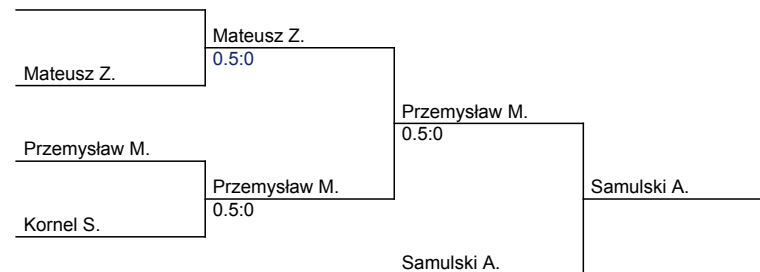 Mateusz Z.
0.5:0
Mateusz Z.
Przemysław M.
0.5:0
Przemysław M.
Przemysław M.
0.5:0
Samulski A.
Kornel S.
Samulski A.